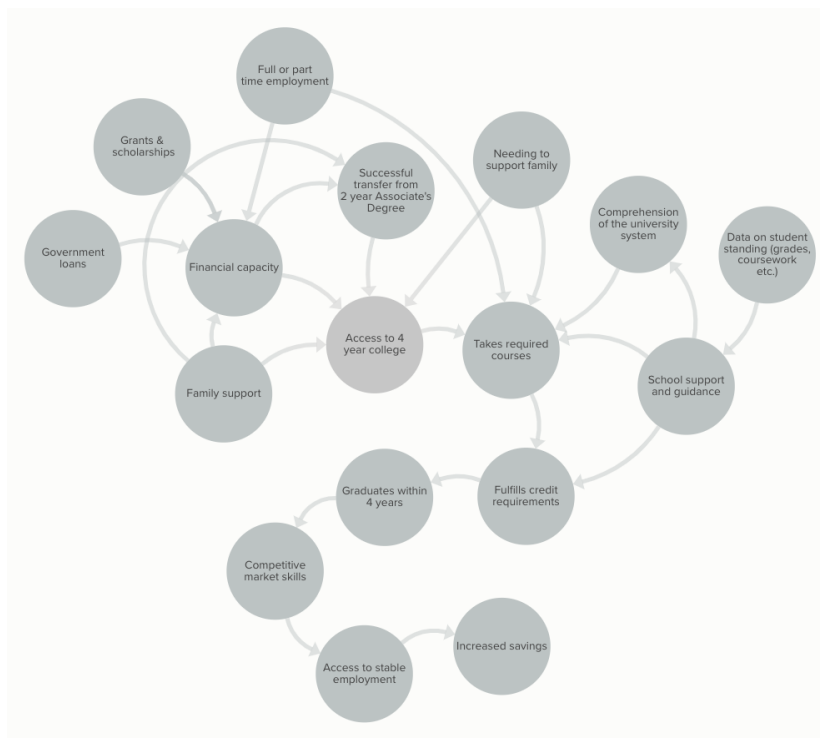 Full or part
time employment
Grants &
scholarships
Successful
transfer from
2 year Associate's
Degree
Needing to
support family
Comprehension
of the university
system
Data on student
standing (grades,
coursework
etc.)
Government
loans
Financial capacity
Access to 4
year college
Takes required
courses
School support
and guidance
Family support
Graduates within
4 years
Fulfills credit
requirements
Competitive
market skills
Access to stable
employment
Increased savings